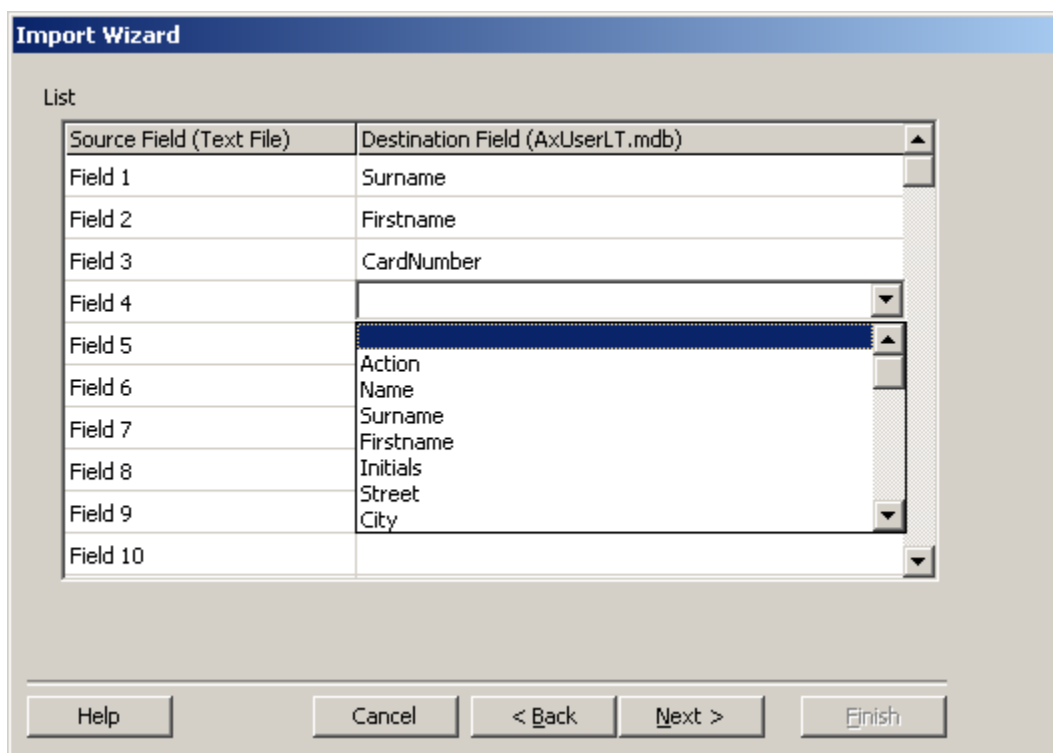 Import Wizard
List
Source Field (Text File) Destination Field (AxUserLT.mdb)
Field 1 Surname
Field 2 Firstname
Field 3 CardNumber
Field 4
Field 5
Action
Field 6 Name
Surname
Field 7 Firstname
Field 8 Initials
Street
Field 9 City
Field 10
Help Cancel < Back Next > Finish